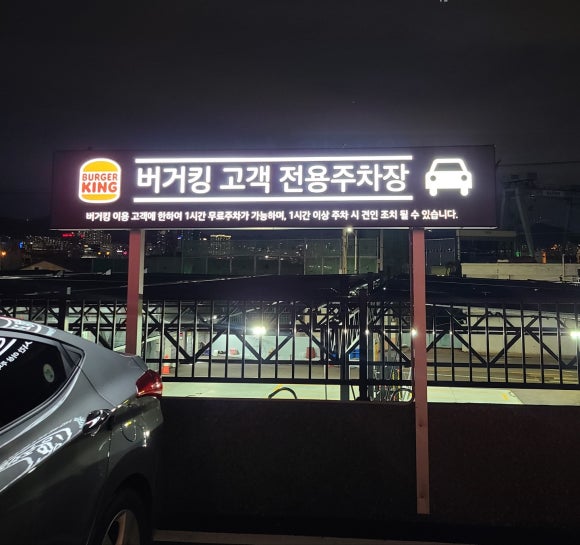 BURGER
KING
버거킹 고객 전용주차장
버거킹 이용 고객에 한하여 1시간 무료주차가 가능하며, 1시간 이상 주차 시 견인 조치 될 수 있습니다.